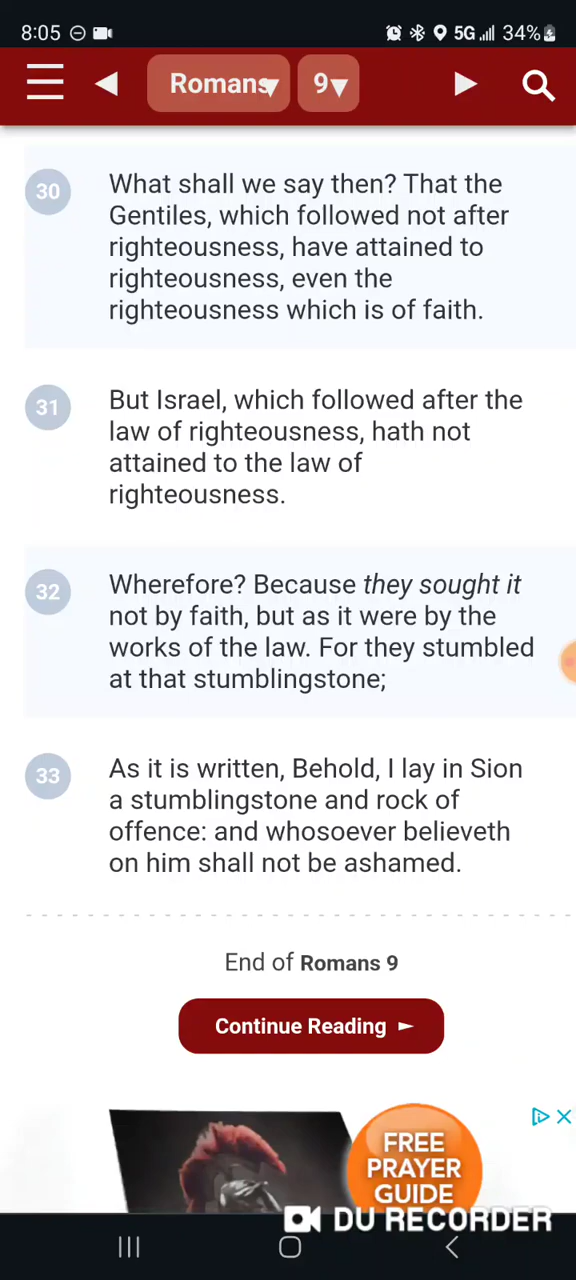 8:05 5G 34%
Romans 9
30 What shall we say then? That the
Gentiles, which followed not after
righteousness, have attained to
righteousness, even the
righteousness which is of faith.
31 But Israel, which followed after the
law of righteousness, hath not
attained to the law of
righteousness.
32 Wherefore? Because they sought it
not by faith, but as it were by the
works of the law. For they stumbled
at that stumblingstone;
33 As it is written, Behold, I lay in Sion
a stumblingstone and rock of
offence: and whosoever believeth
on him shall not be ashamed.
End of Romans 9
Continue Reading
FREE
PRAYER
GUIDE
DU RECORDER